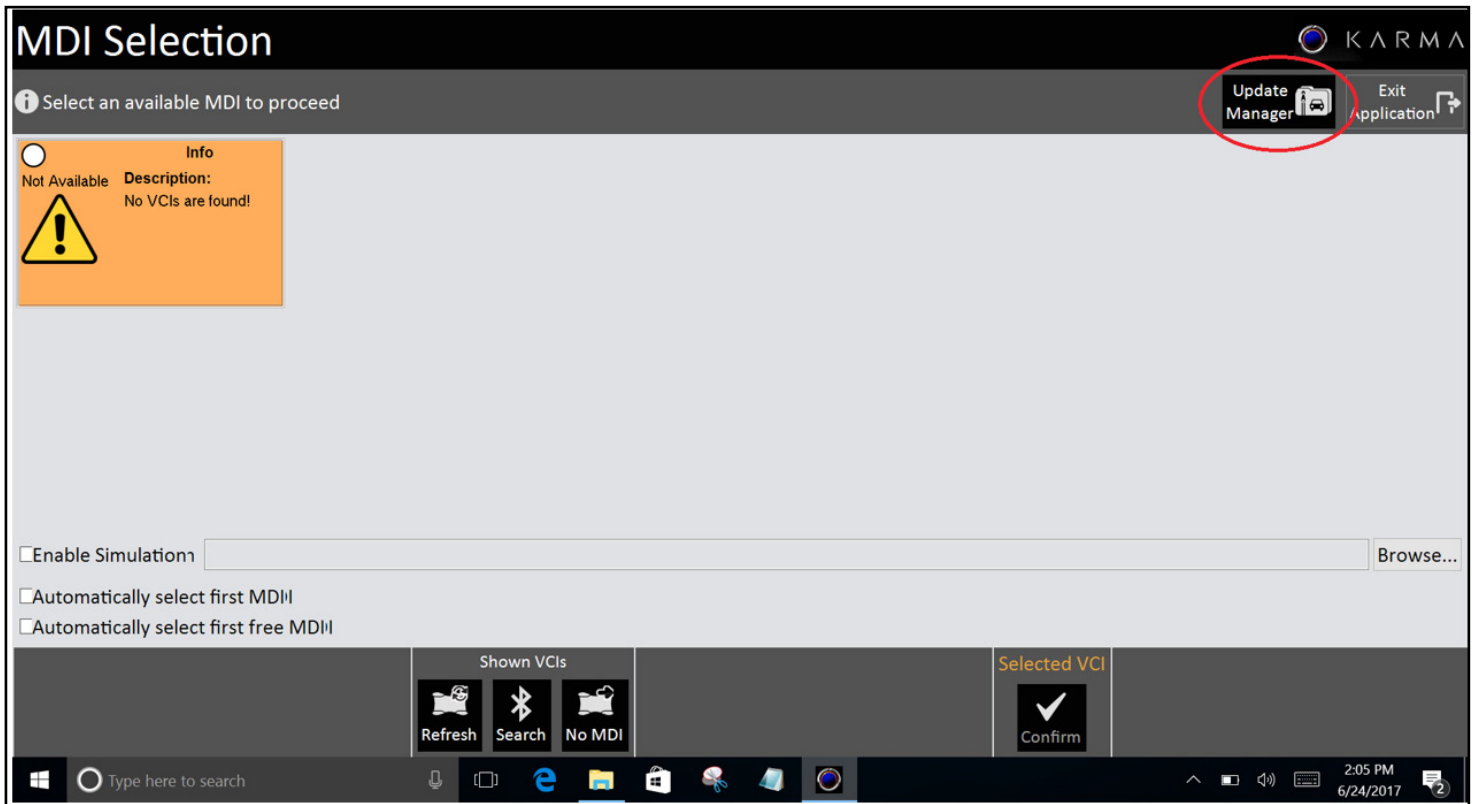 MDI Selection
KΛRMΛ
Select an available MDI to proceed
Update
Manager
Exit
Application
Info
Not Available
Description:
No VCIs are found!
Enable Simulation
Browse...
Automatically select first MDI
Automatically select first free MDI
Shown VCIs
Refresh
Search
No MDI
Selected VCI
Confirm
Type here to search
2:05 PM
6/24/2017
2